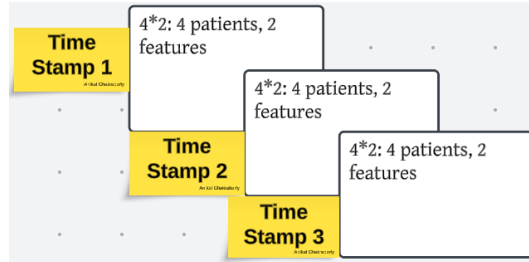 4*2: 4 patients, 2
features
Time
Stamp 1
4*2: 4 patients, 2
features
Time
Stamp 2
4*2: 4 patients, 2
features
Time
Stamp 3